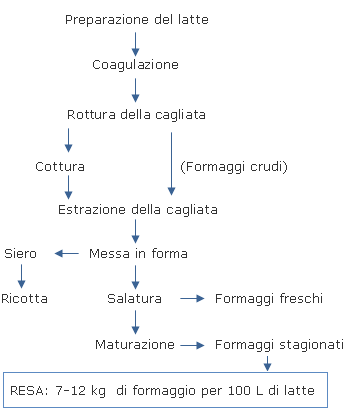 Preparazione del latte
Coagulazione
Rottura della cagliata
Cottura
(Formaggi crudi)
Estrazione della cagliata
Siero
Messa in forma
Ricotta
Salatura
Formaggi freschi
Maturazione
Formaggi stagionati
RESA: 7-12 kg di formaggio per 100 L di latte